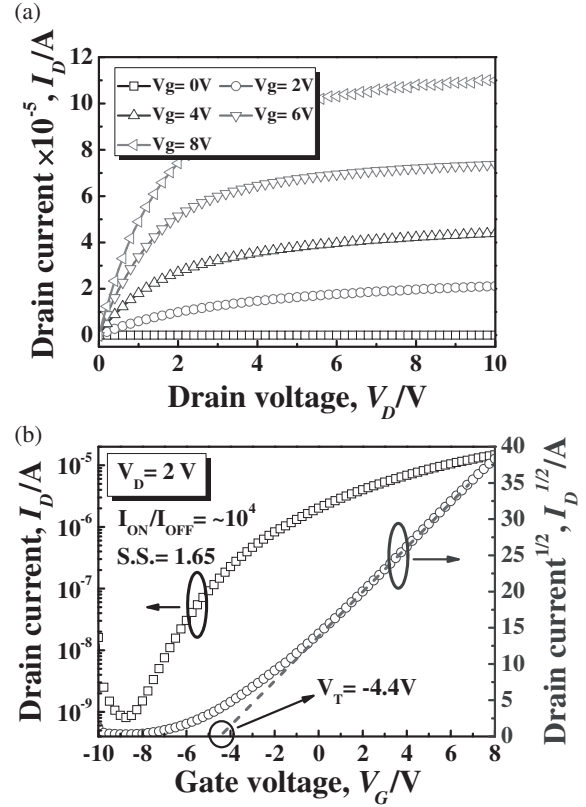 (a)
12
10
8
6
4
2
0
Drain current ×10⁻⁵, I_D/A
Vg= 0V Vg= 2V
Vg= 4V Vg= 6V
Vg= 8V
0 2 4 6 8 10
Drain voltage, V_D/V
(b)
V_D = 2 V
I_ON/I_OFF = ~10⁴
S.S.= 1.65
V_T= -4.4V
10⁻⁵
10⁻⁶
10⁻⁷
10⁻⁸
10⁻⁹
Drain current, I_D/A
40
35
30
25
20
15
10
5
0
Drain current^1/2, I_D^1/2/A
-10 -8 -6 -4 -2 0 2 4 6 8
Gate voltage, V_G/V